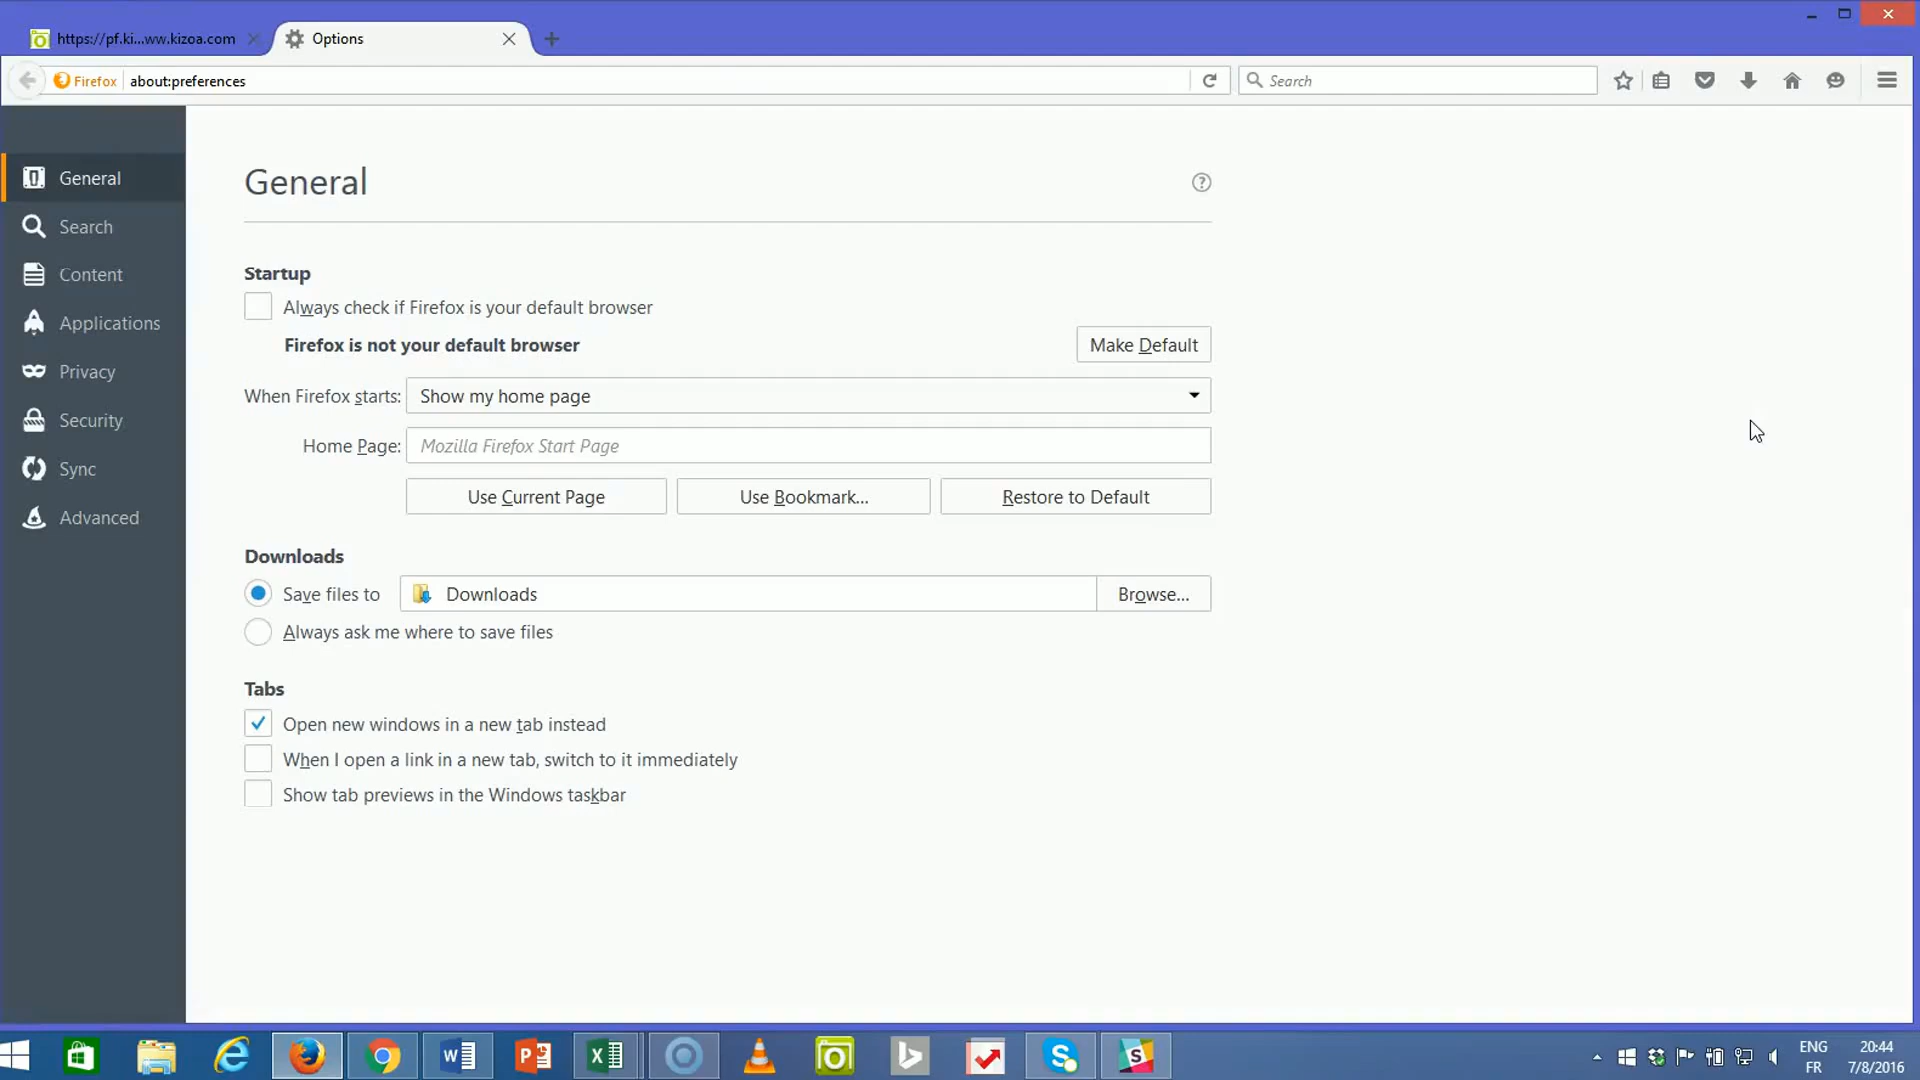 https://pf.ki...ww.kizoa.com
Options
Firefox
about:preferences
Search
General
Search
Content
Applications
Privacy
Security
Sync
Advanced
General
?
Startup
Always check if Firefox is your default browser
Firefox is not your default browser
Make Default
When Firefox starts:
Show my home page
Home Page:
Mozilla Firefox Start Page
Use Current Page
Use Bookmark...
Restore to Default
Downloads
Save files to
Downloads
Browse...
Always ask me where to save files
Tabs
Open new windows in a new tab instead
When I open a link in a new tab, switch to it immediately
Show tab previews in the Windows taskbar
ENG
FR
20:44
7/8/2016